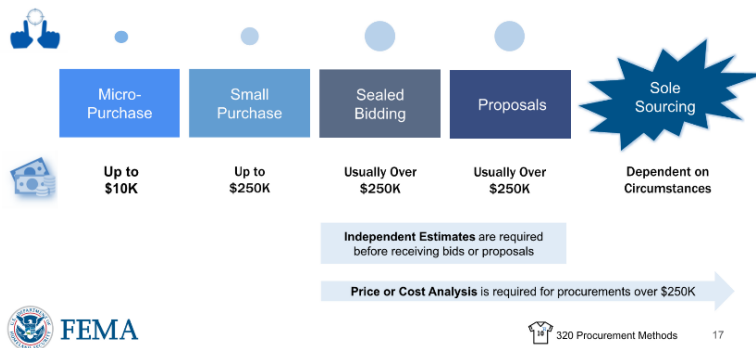 Micro-
Purchase
Small
Purchase
Sealed
Bidding
Proposals
Sole
Sourcing
Up to
$10K
Up to
$250K
Usually Over
$250K
Usually Over
$250K
Dependent on
Circumstances
Independent Estimates are required
before receiving bids or proposals
Price or Cost Analysis is required for procurements over $250K
FEMA
320 Procurement Methods
17